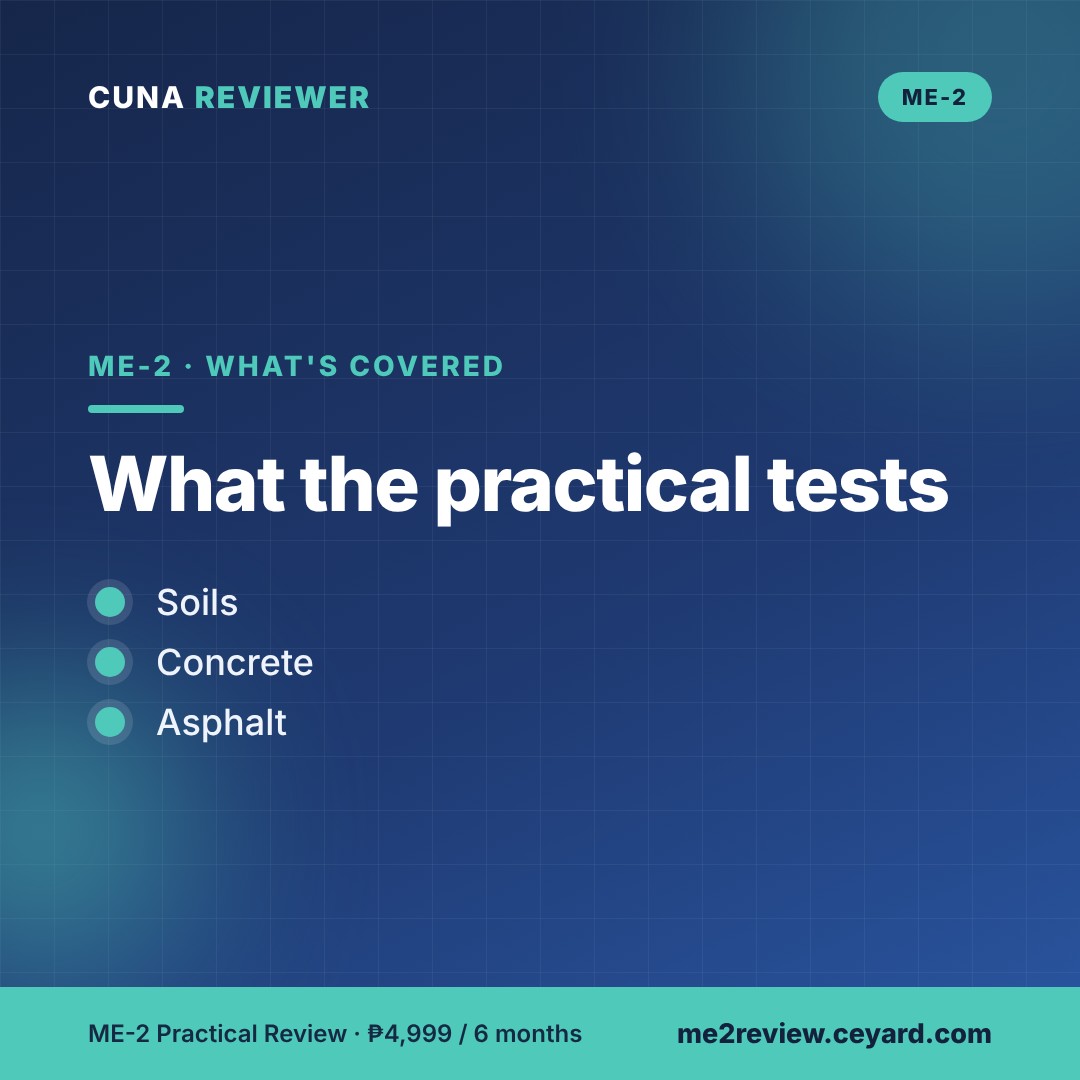 CUNA REVIEWER
ME-2
ME-2 · WHAT'S COVERED
What the practical tests
Soils
Concrete
Asphalt
ME-2 Practical Review · ₱4,999 / 6 months
me2review.ceyard.com